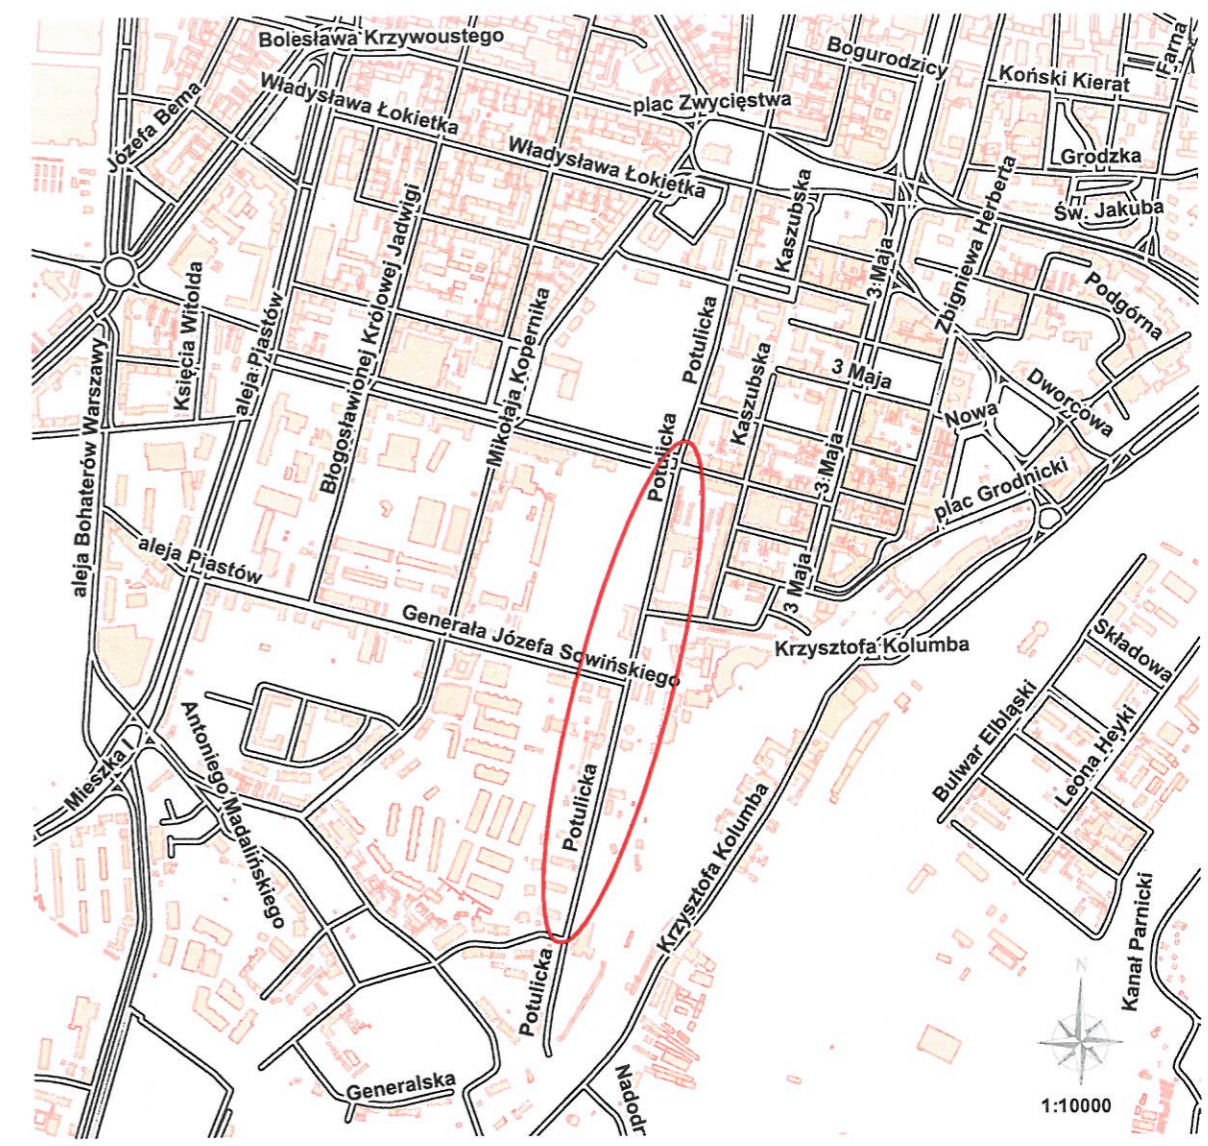 Bolesława Krzywoustego
Bogurodzicy
Farna
Koński Kierat
Józefa Bema
Władysława Łokietka
plac Zwycięstwa
Władysława Łokietka
Grodzka
Św. Jakuba
Kaszubska
3 Maja
Zbigniewa Herberta
Podgórna
Księcia Witolda
aleja Piastów
Błogosławionej Królowej Jadwigi
Mikołaja Kopernika
Potulicka
Kaszubska
3 Maja
Nowa
Dworcowa
aleja Bohaterów Warszawy
Potulicka
3 Maja
plac Grodnicki
aleja Piastów
3 Maja
Generała Józefa Sowińskiego
Krzysztofa Kolumba
Składowa
Bulwar Elbląski
Leona Heyki
Mieszka I
Antoniego Madalińskiego
Potulicka
Krzysztofa Kolumba
Kanał Parnicki
Potulicka
N
Generalska
Nadodr
1:10000